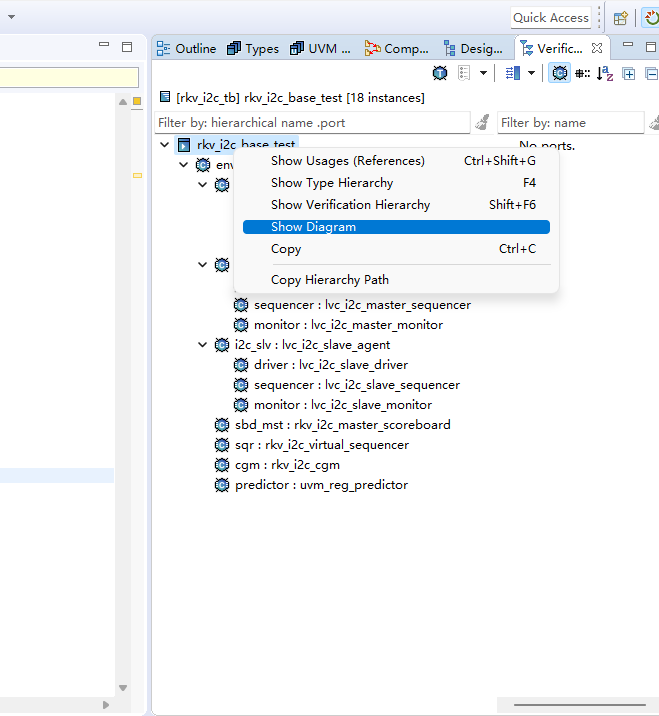 Quick Access
Outline Types UVM ... Comp... Desig... Verific...
[rkv_i2c_tb] rkv_i2c_base_test [18 instances]
Filter by: hierarchical name .port Filter by: name
rkv_i2c_base_test No ports.
env
Show Usages (References) Ctrl+Shift+G
Show Type Hierarchy F4
Show Verification Hierarchy Shift+F6
Show Diagram
Copy Ctrl+C
Copy Hierarchy Path
sequencer : lvc_i2c_master_sequencer
monitor : lvc_i2c_master_monitor
i2c_slv : lvc_i2c_slave_agent
driver : lvc_i2c_slave_driver
sequencer : lvc_i2c_slave_sequencer
monitor : lvc_i2c_slave_monitor
sbd_mst : rkv_i2c_master_scoreboard
sqr : rkv_i2c_virtual_sequencer
cgm : rkv_i2c_cgm
predictor : uvm_reg_predictor